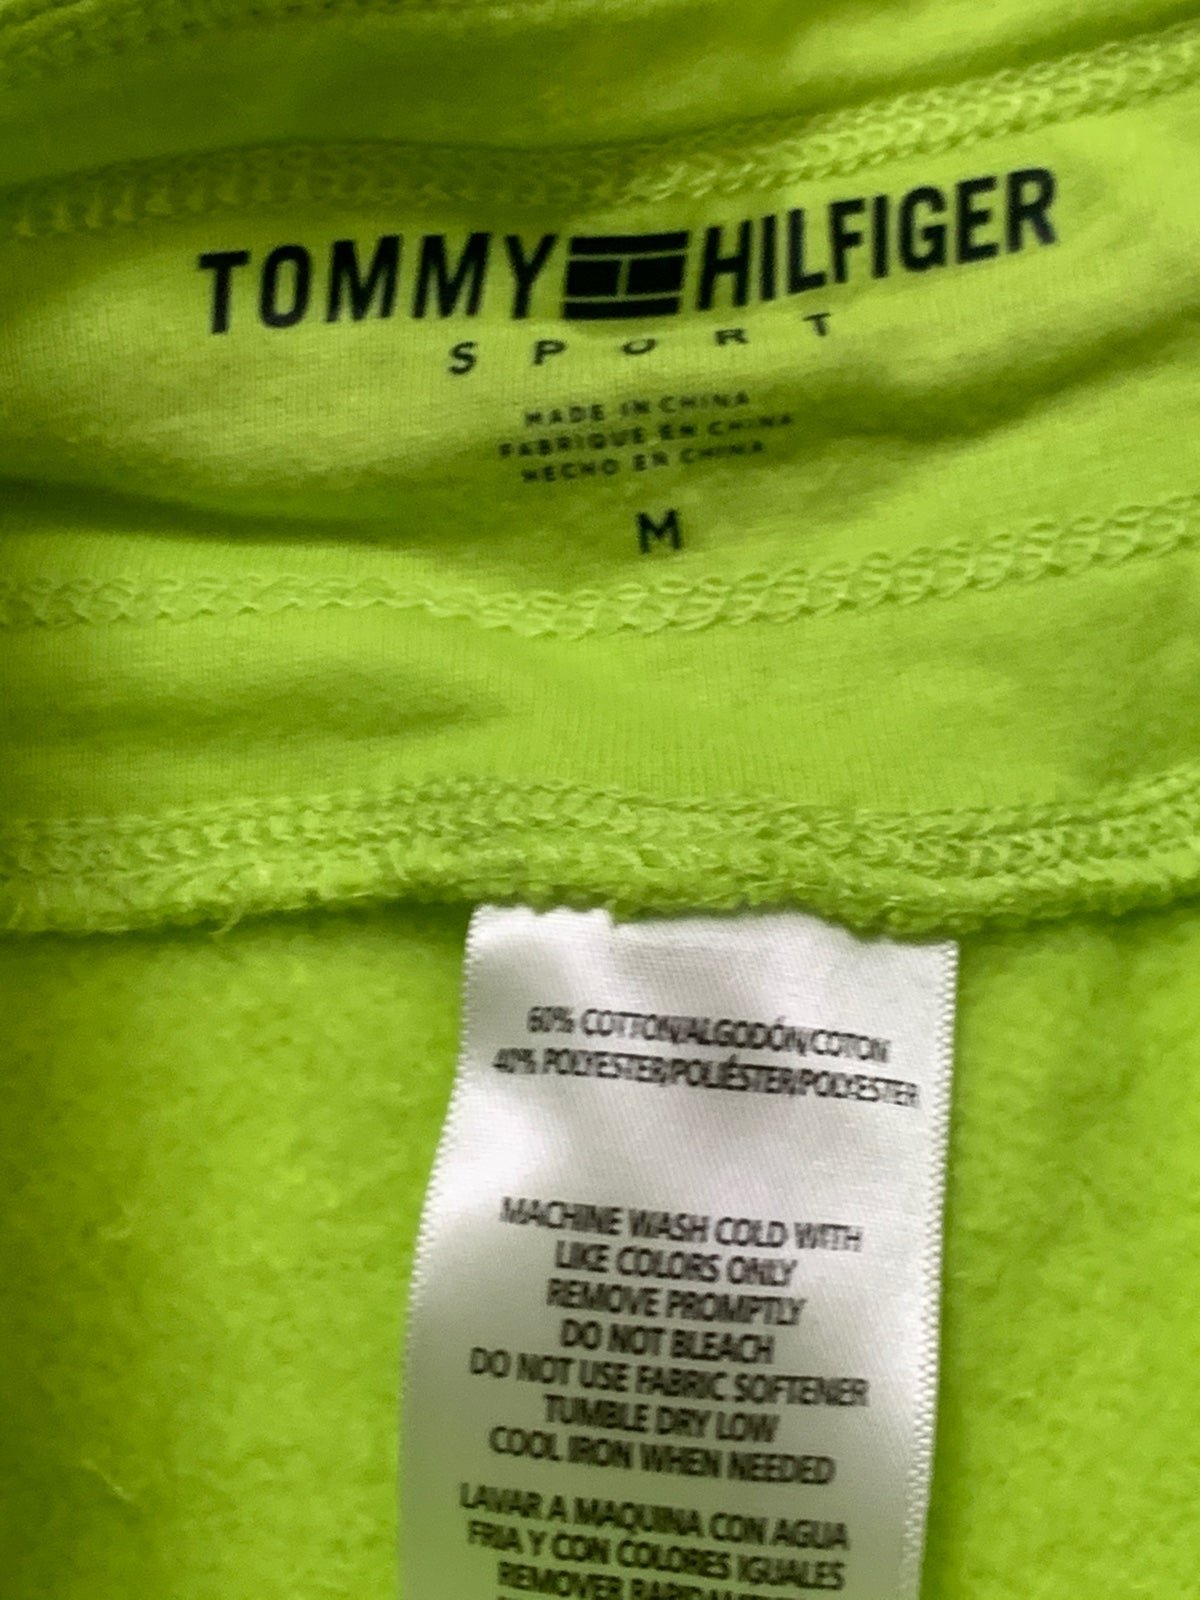 TOMMY HILFIGER
SPORT
MADE IN CHINA
FABRIQUE EN CHINA
HECHO EN CHINA
M
60% COTTON/ALGODÓN/COTON
40% POLYESTER/POLIÉSTER/POLYESTER
MACHINE WASH COLD WITH
LIKE COLORS ONLY
REMOVE PROMPTLY
DO NOT BLEACH
DO NOT USE FABRIC SOFTENER
TUMBLE DRY LOW
COOL IRON WHEN NEEDED
LAVAR A MAQUINA CON AGUA
FRIA Y CON COLORES IGUALES
REMOVER